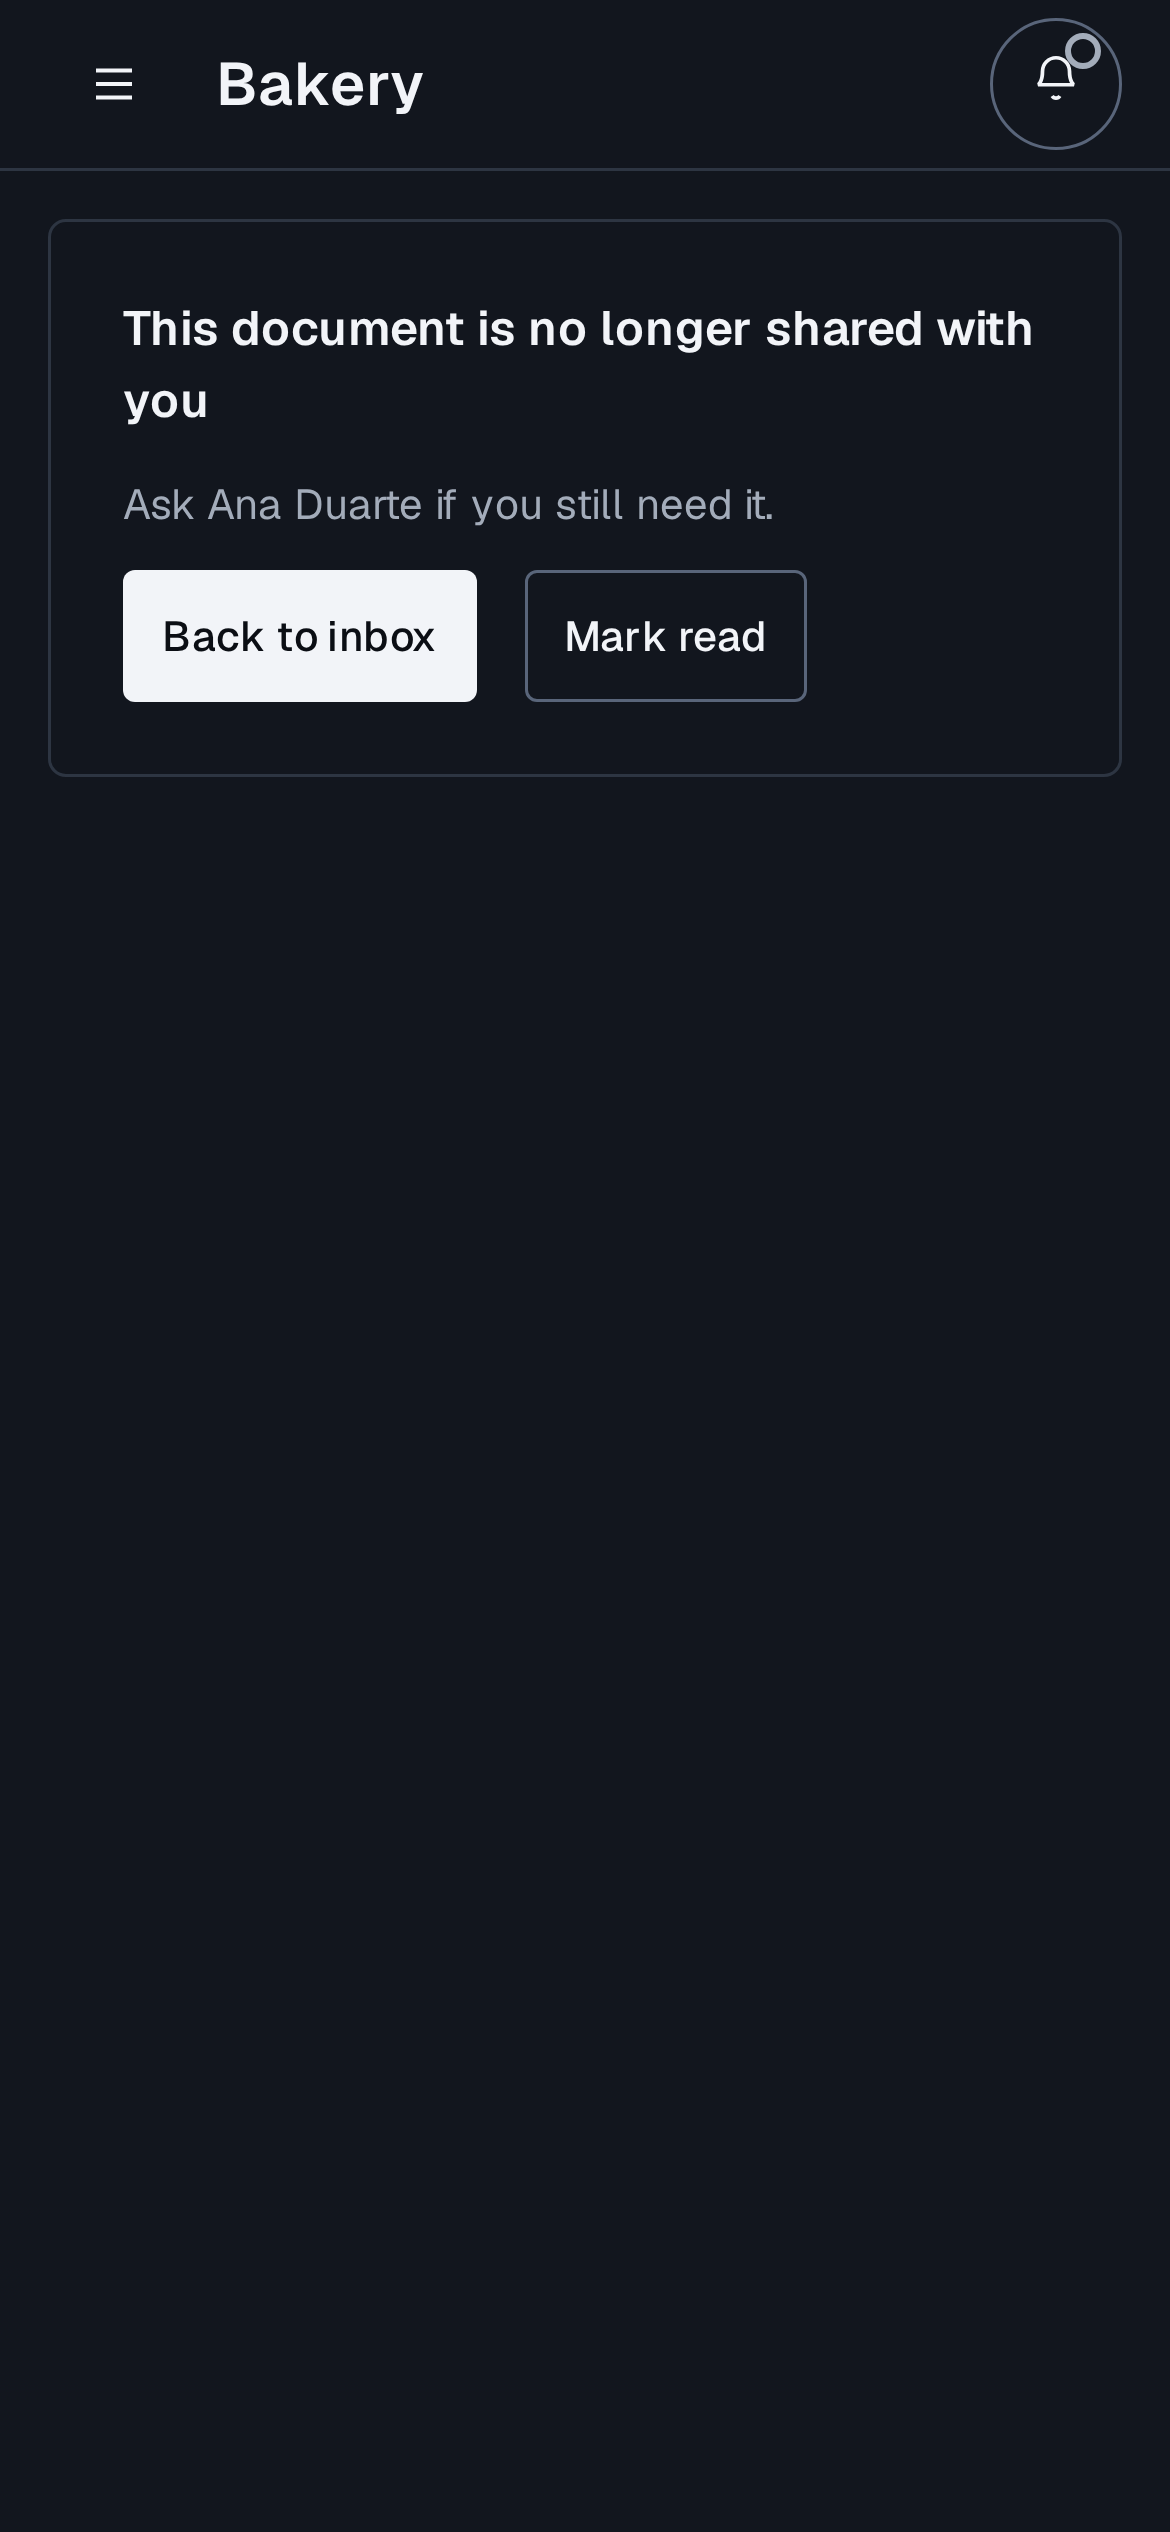 Bakery
This document is no longer shared with
you
Ask Ana Duarte if you still need it.
Back to inbox
Mark read